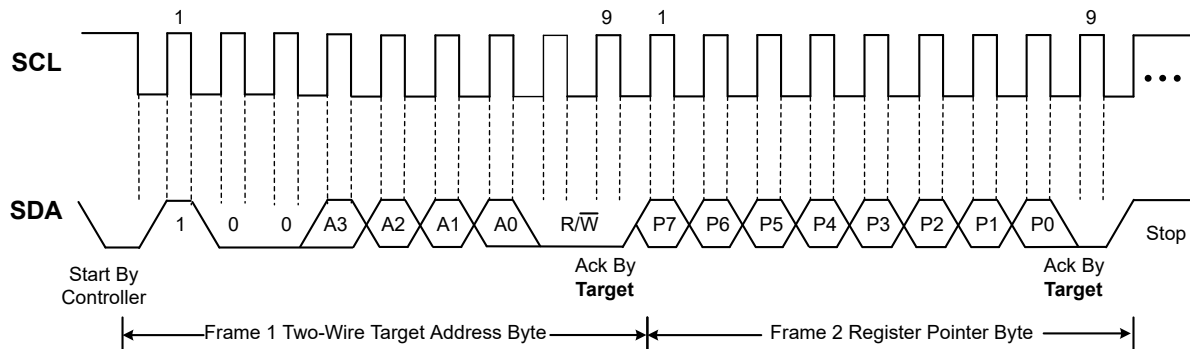 1 9 1 9
SCL
SDA
1 0 0 A3 A2 A1 A0 R/W̅ P7 P6 P5 P4 P3 P2 P1 P0
Stop
Start By
Controller
Ack By
Target
Ack By
Target
Frame 1 Two-Wire Target Address Byte
Frame 2 Register Pointer Byte